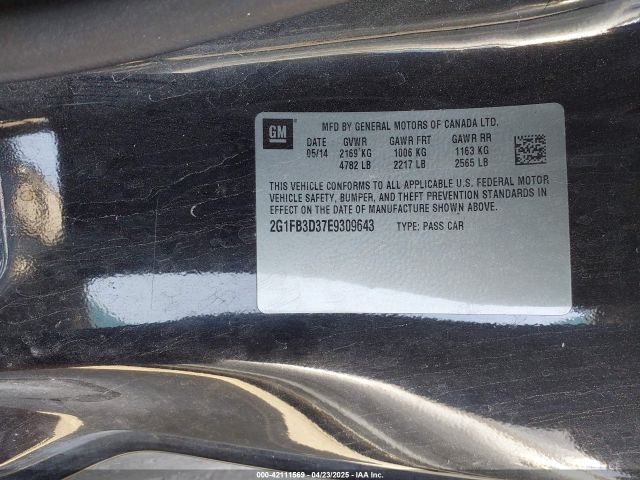 GM
MFD BY GENERAL MOTORS OF CANADA LTD.
DATE GVWR GAWR FRT GAWR RR
05/14 2169 KG 1006 KG 1163 KG
4782 LB 2217 LB 2565 LB
THIS VEHICLE CONFORMS TO ALL APPLICABLE U.S. FEDERAL MOTOR
VEHICLE SAFETY, BUMPER, AND THEFT PREVENTION STANDARDS IN
EFFECT ON THE DATE OF MANUFACTURE SHOWN ABOVE.
2G1FB3D37E9309643 TYPE: PASS CAR
000-42111569 04/23/2025 IAAI.COM